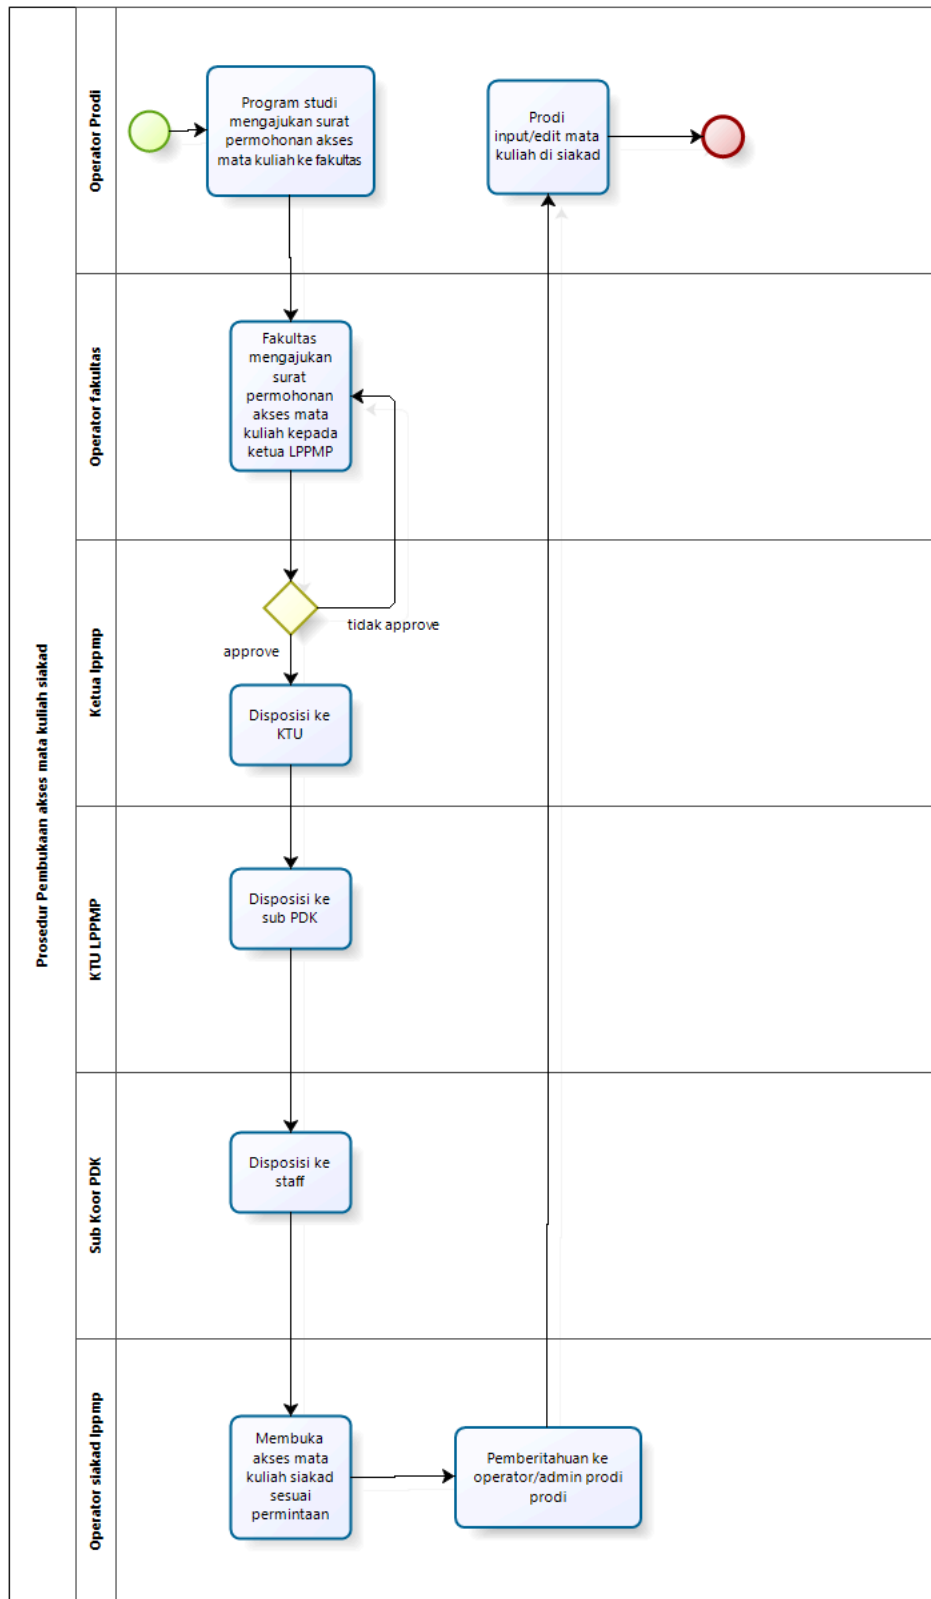 Prosedur Pembukaan akses mata kuliah siakad
Operator Prodi
Program studi
mengajukan surat
permohonan akses
mata kuliah ke fakultas
Prodi
input/edit mata
kuliah di siakad
Operator fakultas
Fakultas
mengajukan
surat
permohonan
akses mata
kuliah kepada
ketua LPPMP
Ketua lppmp
tidak approve
approve
Disposisi ke
KTU
KTU LPPMP
Disposisi ke
sub PDK
Sub Koor PDK
Disposisi ke
staff
Operator siakad lppmp
Membuka
akses mata
kuliah siakad
sesuai
permintaan
Pemberitahuan ke
operator/admin prodi
prodi